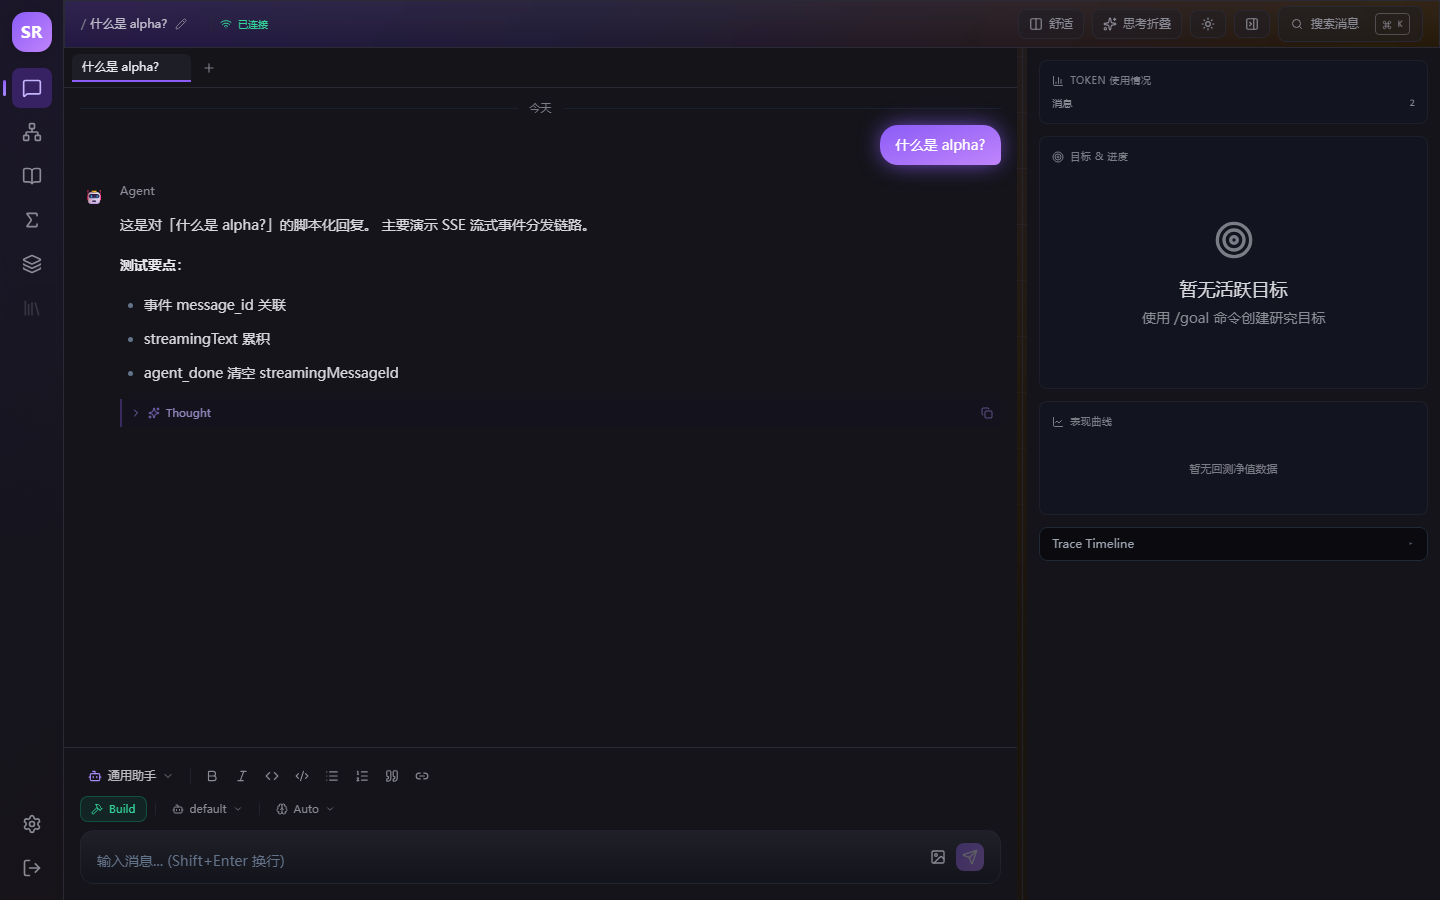 SR
/ 什么是 alpha?
已连接
舒适
思考折叠
搜索消息
⌘ K
什么是 alpha?
今天
什么是 alpha?
Agent
这是对「什么是 alpha?」的脚本化回复。 主要演示 SSE 流式事件分发链路。
测试要点：
事件 message_id 关联
streamingText 累积
agent_done 清空 streamingMessageId
Thought
通用助手
Build
default
Auto
输入消息... (Shift+Enter 换行)
TOKEN 使用情况
消息
2
目标 & 进度
暂无活跃目标
使用 /goal 命令创建研究目标
表现曲线
暂无回测净值数据
Trace Timeline